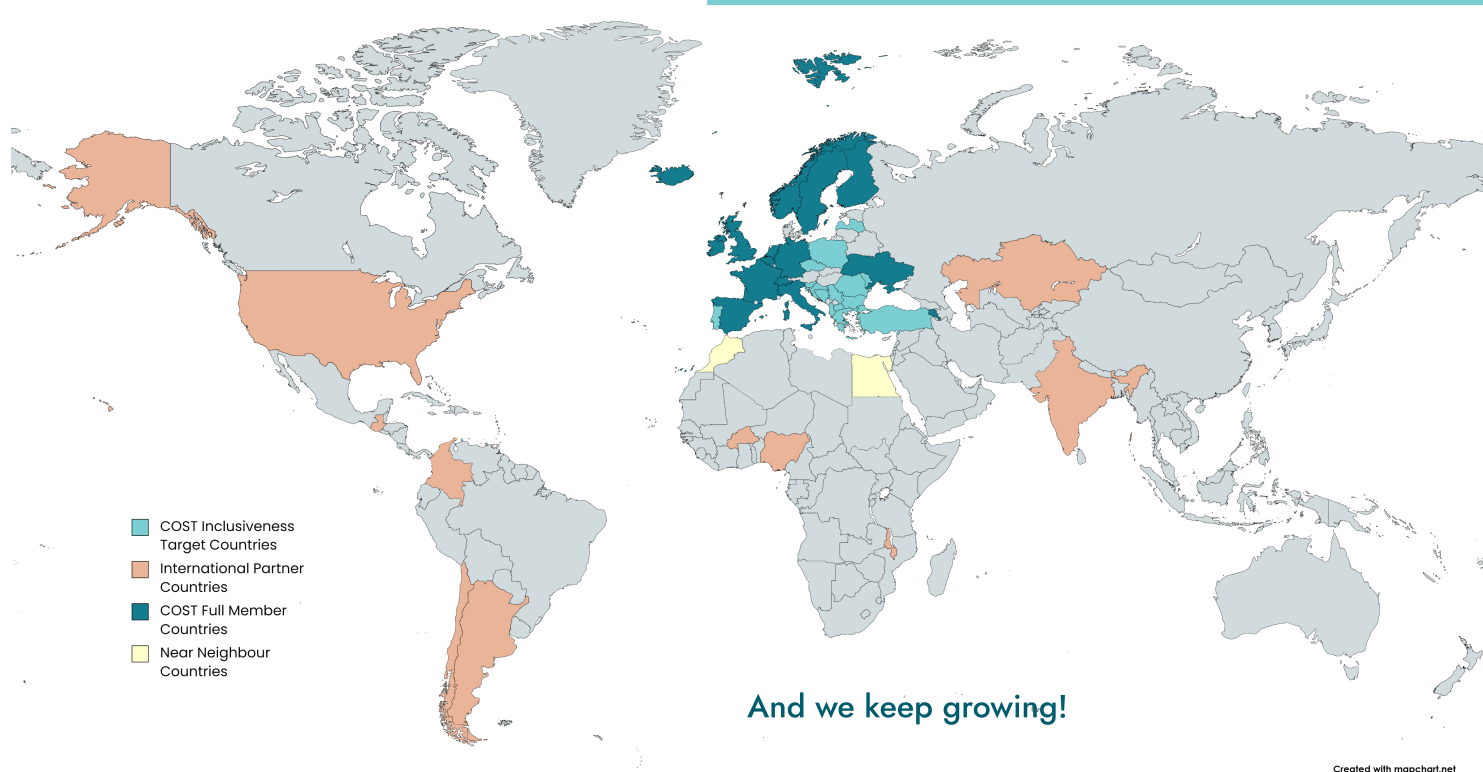 COST Inclusiveness
Target Countries
International Partner
Countries
COST Full Member
Countries
Near Neighbour
Countries
And we keep growing!
Created with mapchart.net